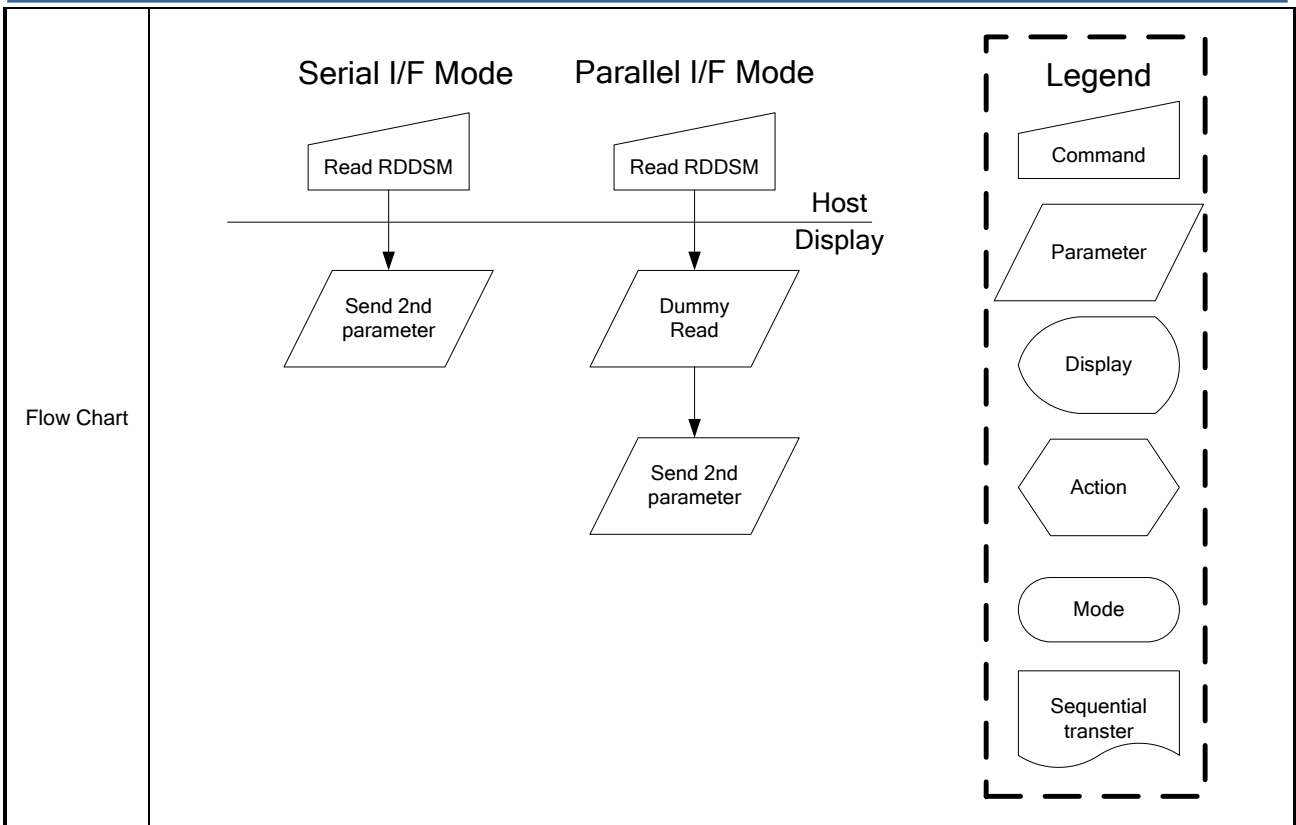 Flow Chart
Serial I/F Mode
Read RDDSM
Send 2nd
parameter
Parallel I/F Mode
Read RDDSM
Host
Display
Dummy
Read
Send 2nd
parameter
Legend
Command
Parameter
Display
Action
Mode
Sequential
transter